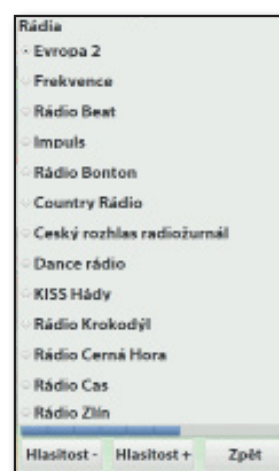 Rádia
Evropa 2
Frekvence
Rádio Beat
Impuls
Rádio Bonton
Country Rádio
Český rozhlas radiožurnál
Dance rádio
KISS Hády
Rádio Krokodýl
Rádio Černá Hora
Rádio Čas
Rádio Zlín
Hlasitost -
Hlasitost +
Zpět